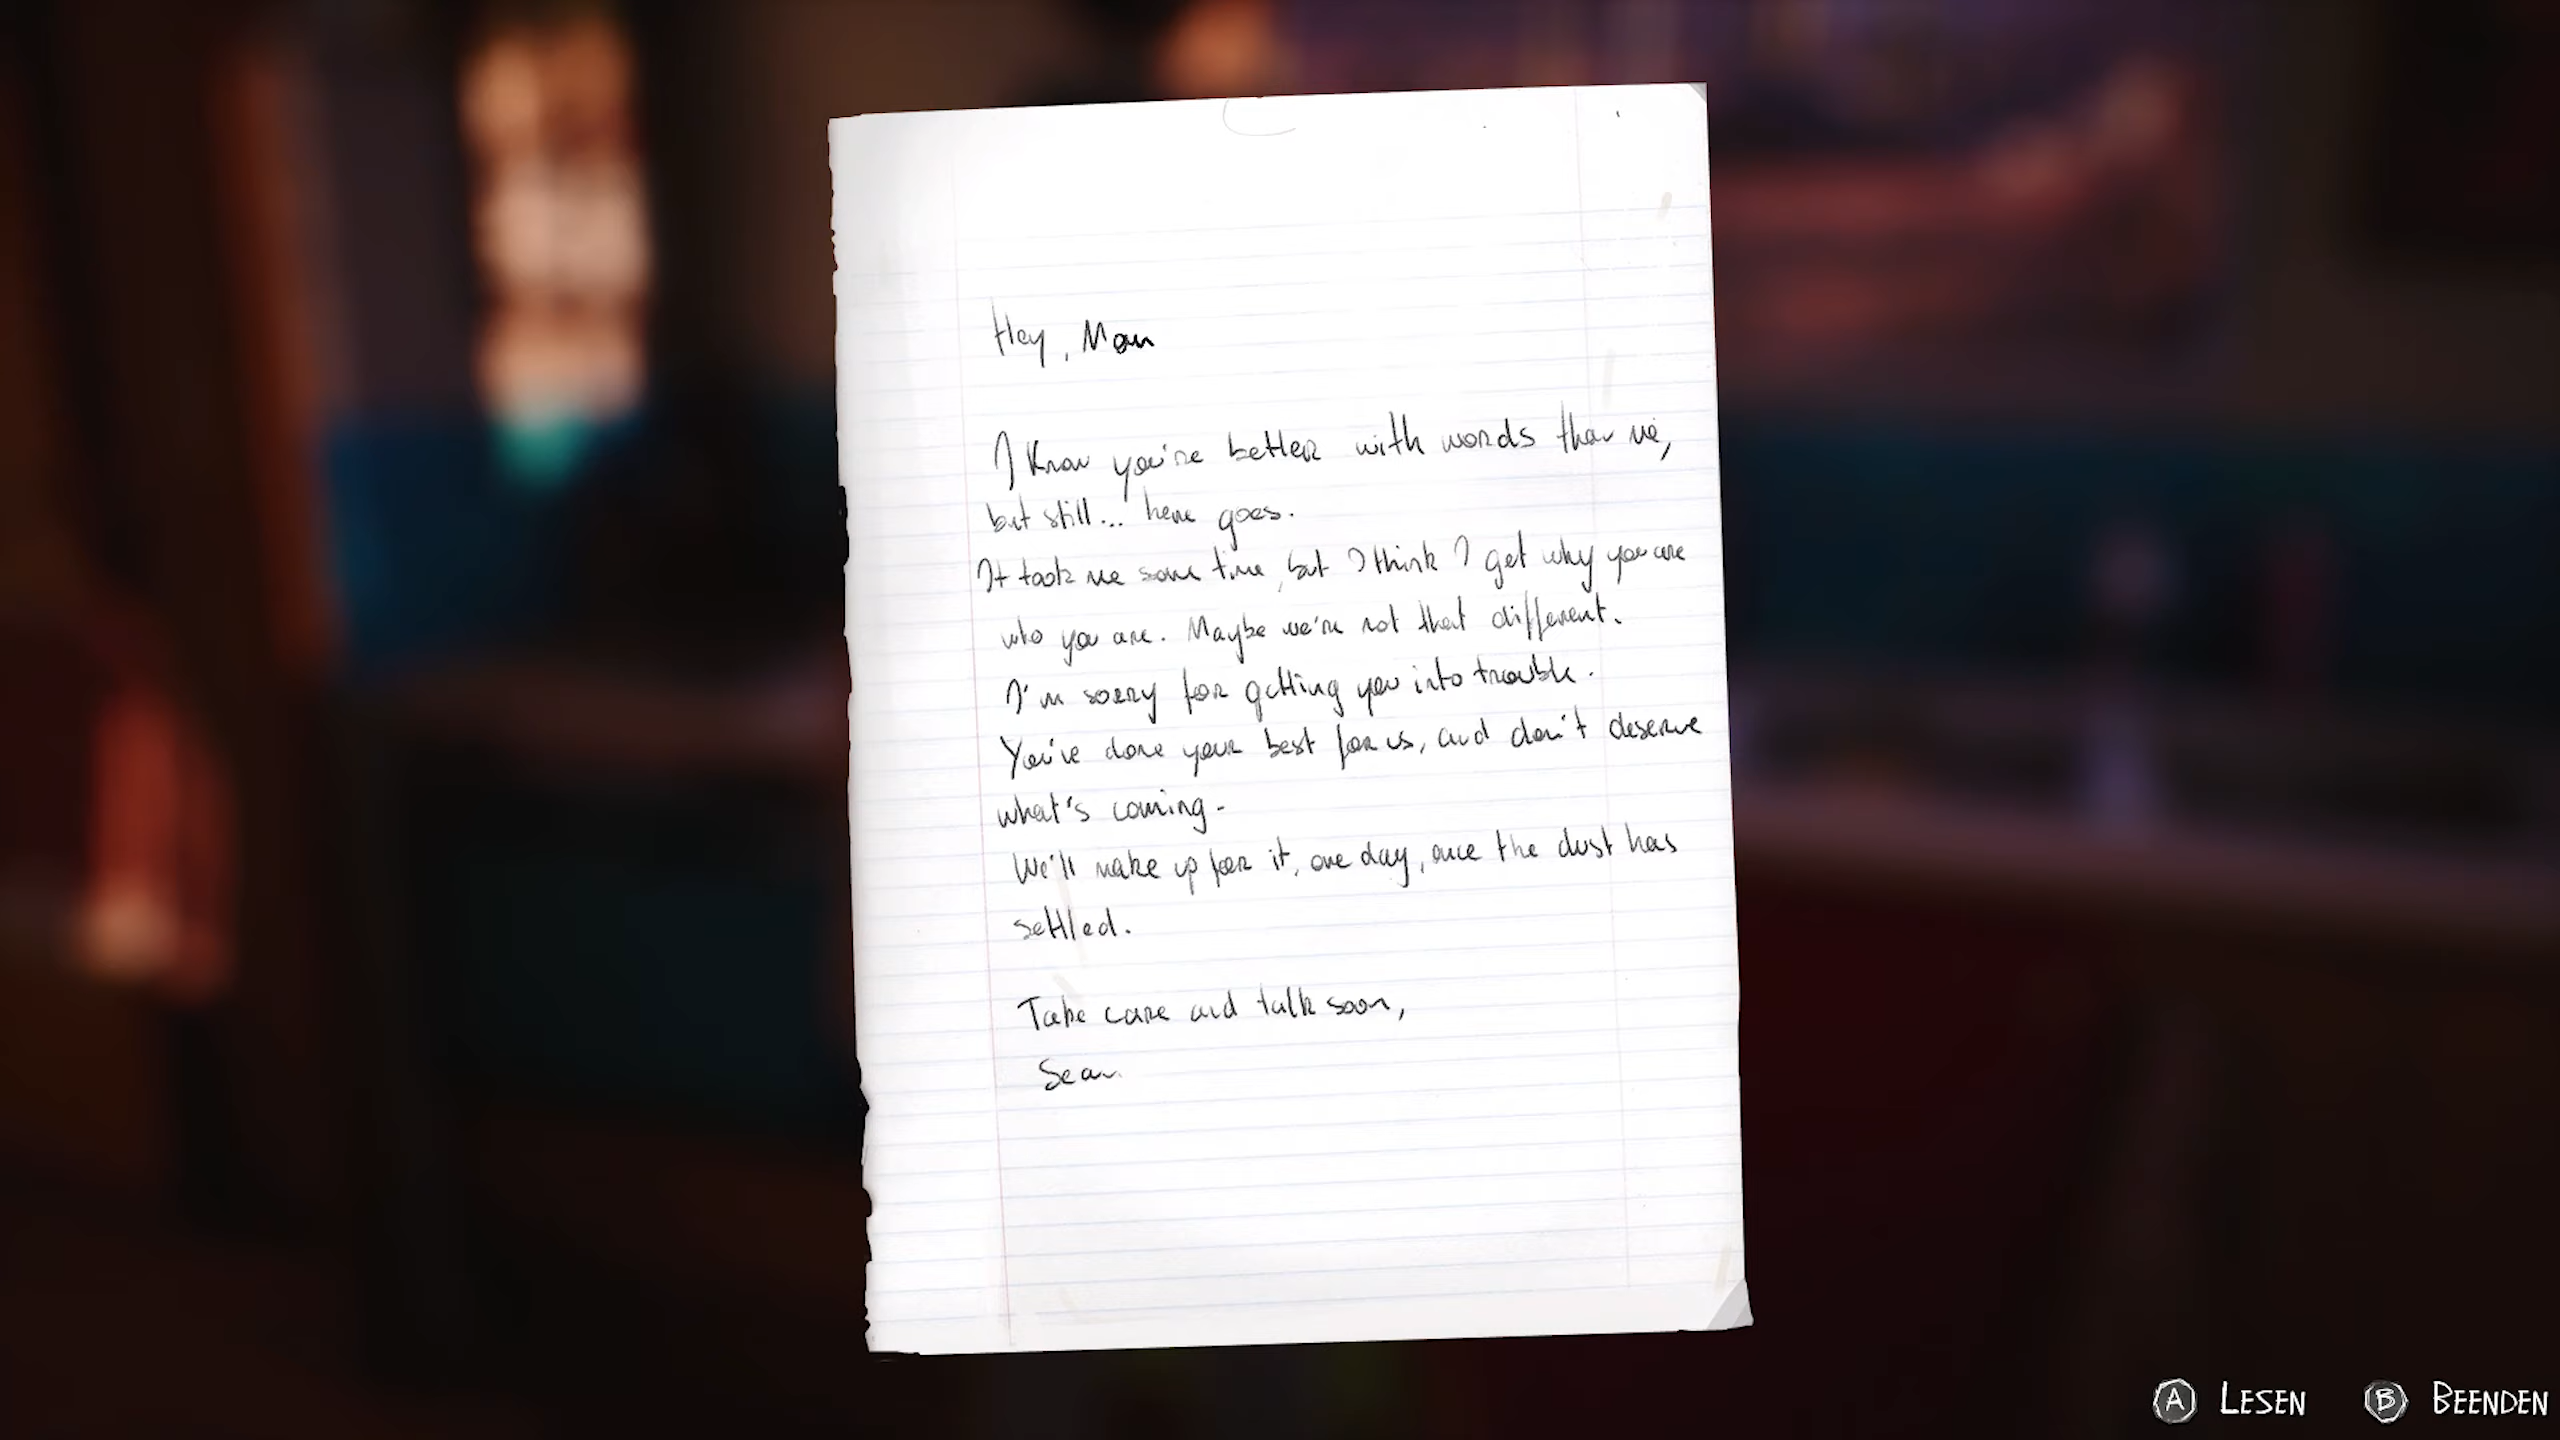 Hey, Mom
I know you're better with words than me,
but still... here goes.
It took me some time, but I think I get why you are
who you are. Maybe we're not that different.
I'm sorry for getting you into trouble.
You've done your best for us, and don't deserve
what's coming.
We'll make up for it, one day, once the dust has
settled.
Take care and talk soon,
Sean
A LESEN B BEENDEN